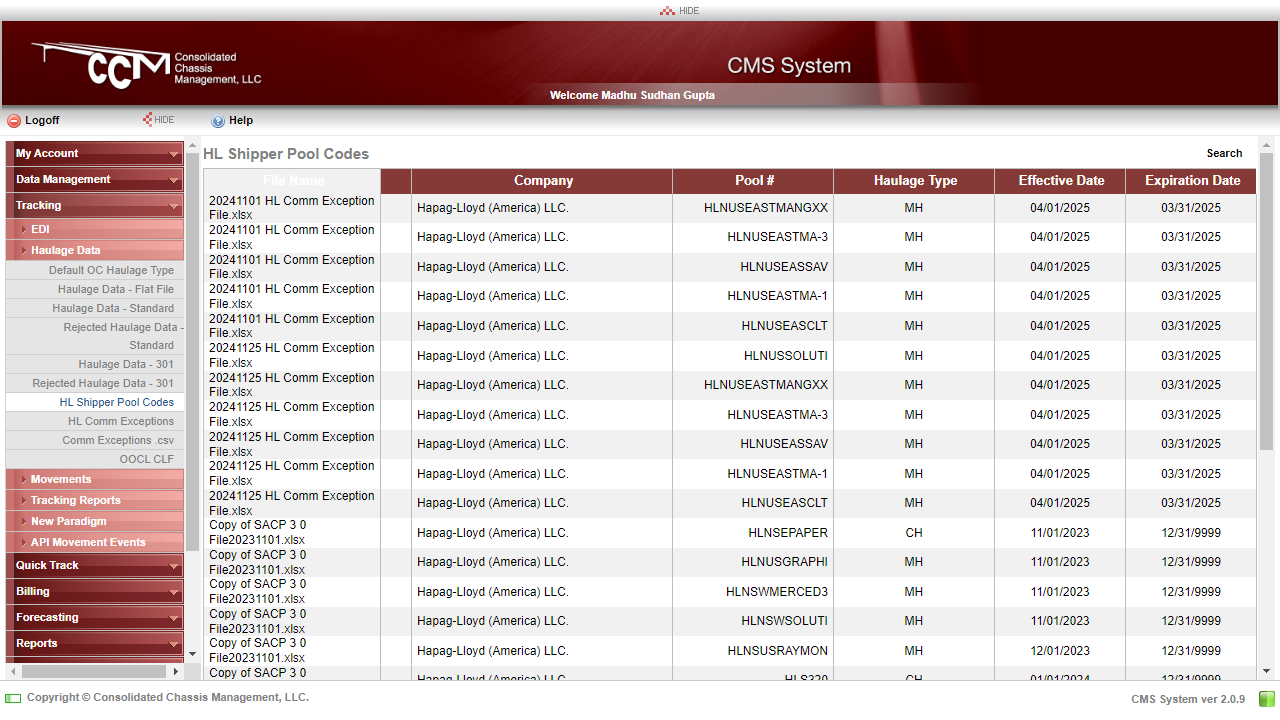 HIDE
CCM Consolidated
Chassis
Management, LLC
CMS System
Welcome Madhu Sudhan Gupta
Logoff
HIDE
Help
My Account
Data Management
Tracking
EDI
Haulage Data
Default OC Haulage Type
Haulage Data - Flat File
Haulage Data - Standard
Rejected Haulage Data -
Standard
Haulage Data - 301
Rejected Haulage Data - 301
HL Shipper Pool Codes
HL Comm Exceptions
Comm Exceptions .csv
OOCL CLF
Movements
Tracking Reports
New Paradigm
API Movement Events
Quick Track
Billing
Forecasting
Reports
HL Shipper Pool Codes
Search
File Name Company Pool # Haulage Type Effective Date Expiration Date
20241101 HL Comm Exception
File.xlsx Hapag-Lloyd (America) LLC. HLNUSEASTMANGXX MH 04/01/2025 03/31/2025
20241101 HL Comm Exception
File.xlsx Hapag-Lloyd (America) LLC. HLNUSEASTMA-3 MH 04/01/2025 03/31/2025
20241101 HL Comm Exception
File.xlsx Hapag-Lloyd (America) LLC. HLNUSEASSAV MH 04/01/2025 03/31/2025
20241101 HL Comm Exception
File.xlsx Hapag-Lloyd (America) LLC. HLNUSEASTMA-1 MH 04/01/2025 03/31/2025
20241101 HL Comm Exception
File.xlsx Hapag-Lloyd (America) LLC. HLNUSEASCLT MH 04/01/2025 03/31/2025
20241125 HL Comm Exception
File.xlsx Hapag-Lloyd (America) LLC. HLNUSSOLUTI MH 04/01/2025 03/31/2025
20241125 HL Comm Exception
File.xlsx Hapag-Lloyd (America) LLC. HLNUSEASTMANGXX MH 04/01/2025 03/31/2025
20241125 HL Comm Exception
File.xlsx Hapag-Lloyd (America) LLC. HLNUSEASTMA-3 MH 04/01/2025 03/31/2025
20241125 HL Comm Exception
File.xlsx Hapag-Lloyd (America) LLC. HLNUSEASSAV MH 04/01/2025 03/31/2025
20241125 HL Comm Exception
File.xlsx Hapag-Lloyd (America) LLC. HLNUSEASTMA-1 MH 04/01/2025 03/31/2025
20241125 HL Comm Exception
File.xlsx Hapag-Lloyd (America) LLC. HLNUSEASCLT MH 04/01/2025 03/31/2025
Copy of SACP 3 0
File20231101.xlsx Hapag-Lloyd (America) LLC. HLNSEPAPER CH 11/01/2023 12/31/9999
Copy of SACP 3 0
File20231101.xlsx Hapag-Lloyd (America) LLC. HLNUSGRAPHI MH 11/01/2023 12/31/9999
Copy of SACP 3 0
File20231101.xlsx Hapag-Lloyd (America) LLC. HLNSWMERCED3 MH 11/01/2023 12/31/9999
Copy of SACP 3 0
File20231101.xlsx Hapag-Lloyd (America) LLC. HLNSWSOLUTI MH 11/01/2023 12/31/9999
Copy of SACP 3 0
File20231101.xlsx Hapag-Lloyd (America) LLC. HLNSUSRAYMON MH 12/01/2023 12/31/9999
Copy of SACP 3 0
Hapag-Lloyd (America) LLC. HLS320 CH 01/01/2024 12/31/9999
Copyright © Consolidated Chassis Management, LLC.
CMS System ver 2.0.9